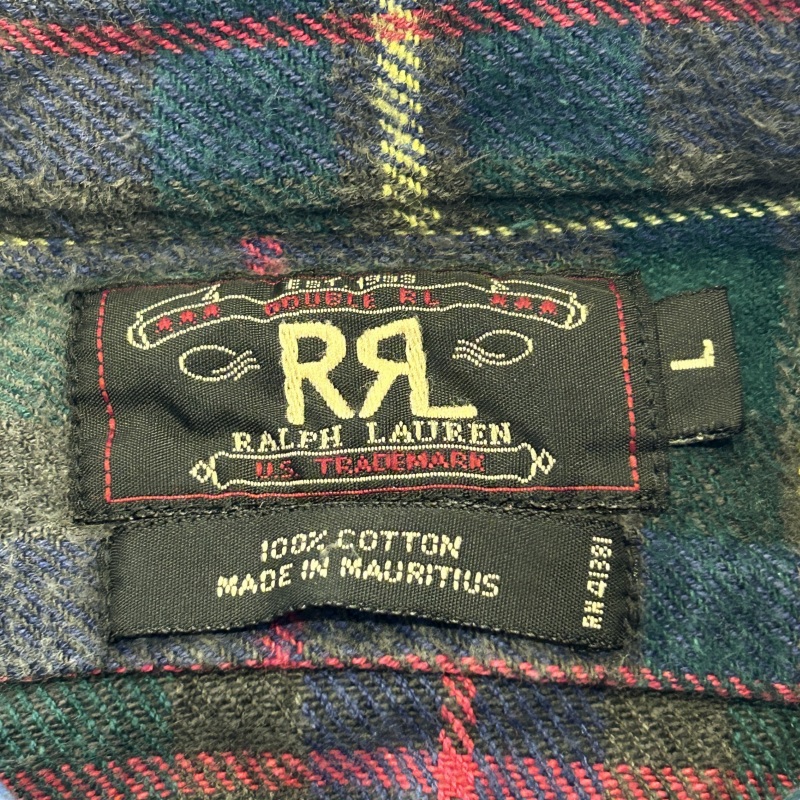 EST 1993
DOUBLE RL
RRL
RALPH LAUREN
U.S. TRADEMARK
L
100% COTTON
MADE IN MAURITIUS
RN 41381